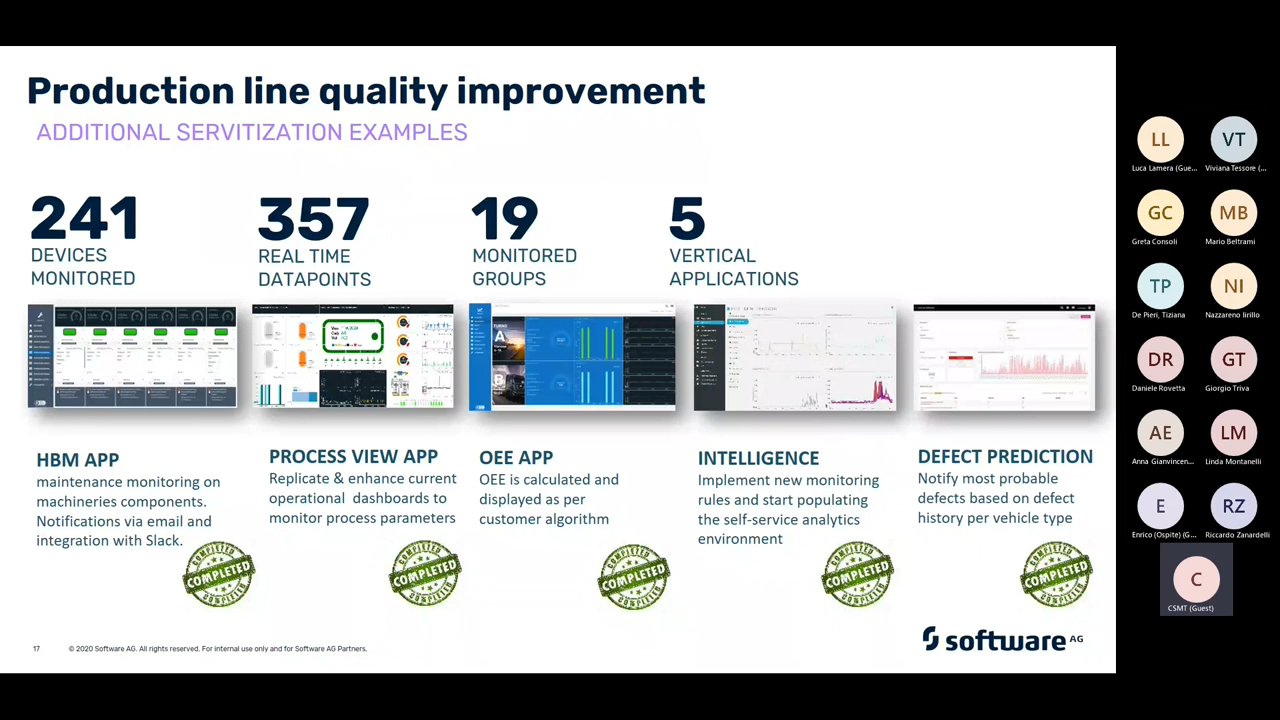 Production line quality improvement
ADDITIONAL SERVITIZATION EXAMPLES
241
DEVICES
MONITORED
357
REAL TIME
DATAPOINTS
19
MONITORED
GROUPS
5
VERTICAL
APPLICATIONS
HBM APP
maintenance monitoring on
machineries components.
Notifications via email and
integration with Slack.
COMPLETED
PROCESS VIEW APP
Replicate & enhance current
operational dashboards to
monitor process parameters
COMPLETED
OEE APP
OEE is calculated and
displayed as per
customer algorithm
COMPLETED
INTELLIGENCE
Implement new monitoring
rules and start populating
the self-service analytics
environment
COMPLETED
DEFECT PREDICTION
Notify most probable
defects based on defect
history per vehicle type
COMPLETED
17
© 2020 Software AG. All rights reserved. For internal use only and for Software AG Partners.
software AG
LL
Luca Lamera (Gue...
VT
Viviana Tessore (...
GC
Greta Consoli
MB
Mario Beltrami
TP
De Pieri, Tiziana
NI
Nazzareno Iirillo
DR
Daniele Rovetta
GT
Giorgio Triva
AE
Anna Gianvincen...
LM
Linda Montanelli
E
Enrico (Ospite) (G...
RZ
Riccardo Zanardelli
C
CSMT (Guest)